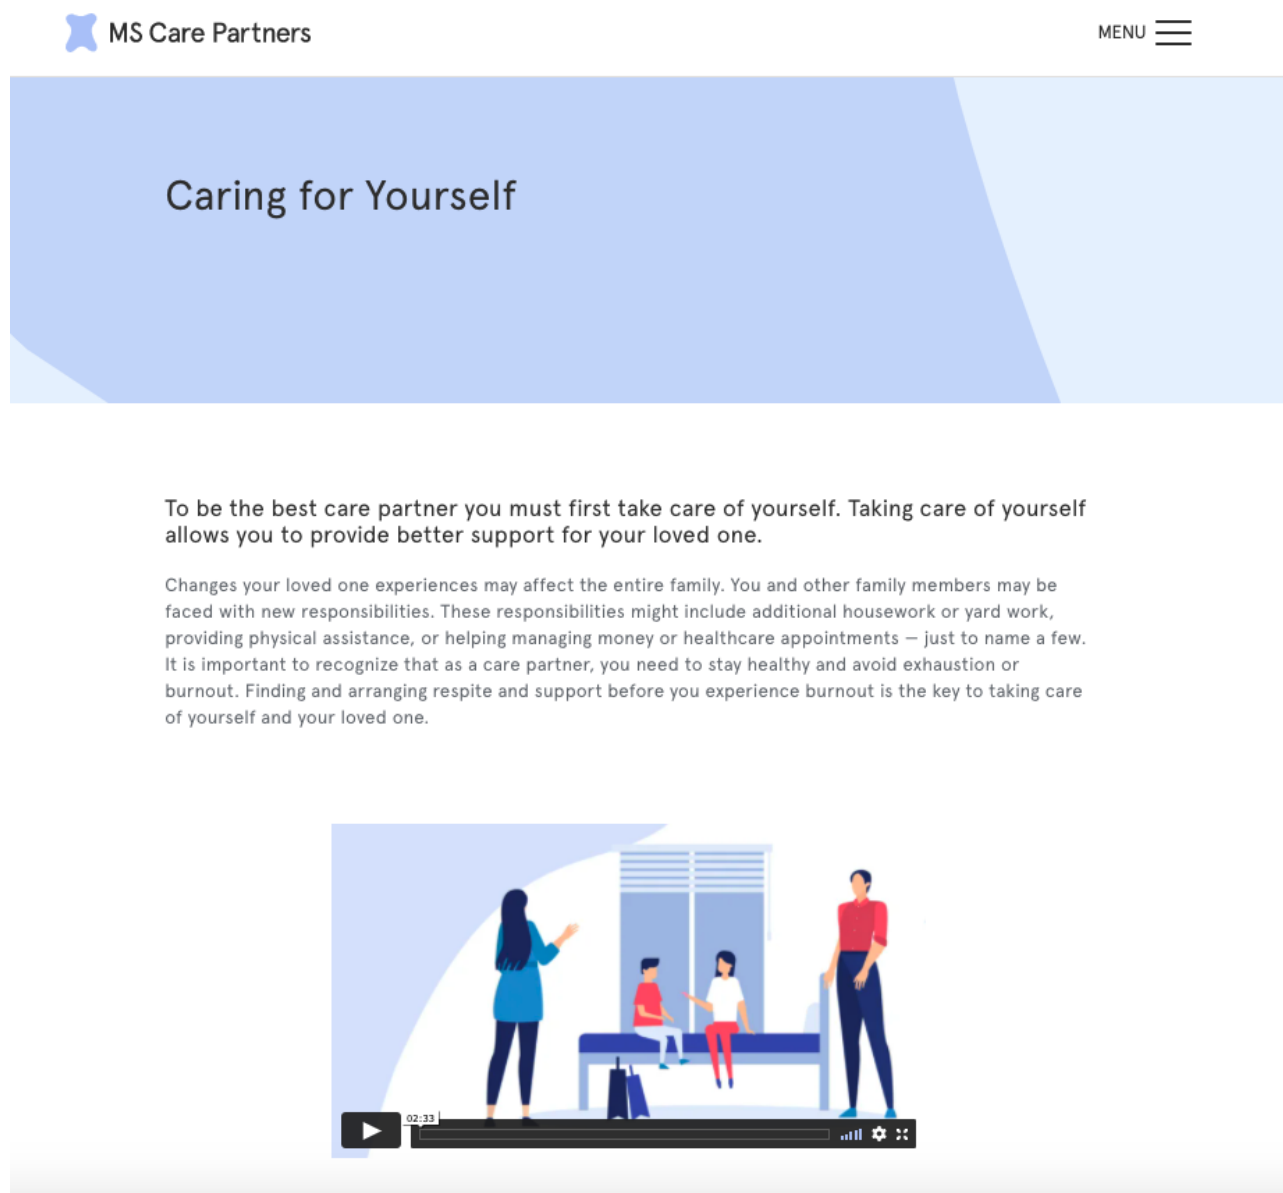 MS Care Partners
MENU
Caring for Yourself
To be the best care partner you must first take care of yourself. Taking care of yourself
allows you to provide better support for your loved one.
Changes your loved one experiences may affect the entire family. You and other family members may be
faced with new responsibilities. These responsibilities might include additional housework or yard work,
providing physical assistance, or helping managing money or healthcare appointments — just to name a few.
It is important to recognize that as a care partner, you need to stay healthy and avoid exhaustion or
burnout. Finding and arranging respite and support before you experience burnout is the key to taking care
of yourself and your loved one.
02:33